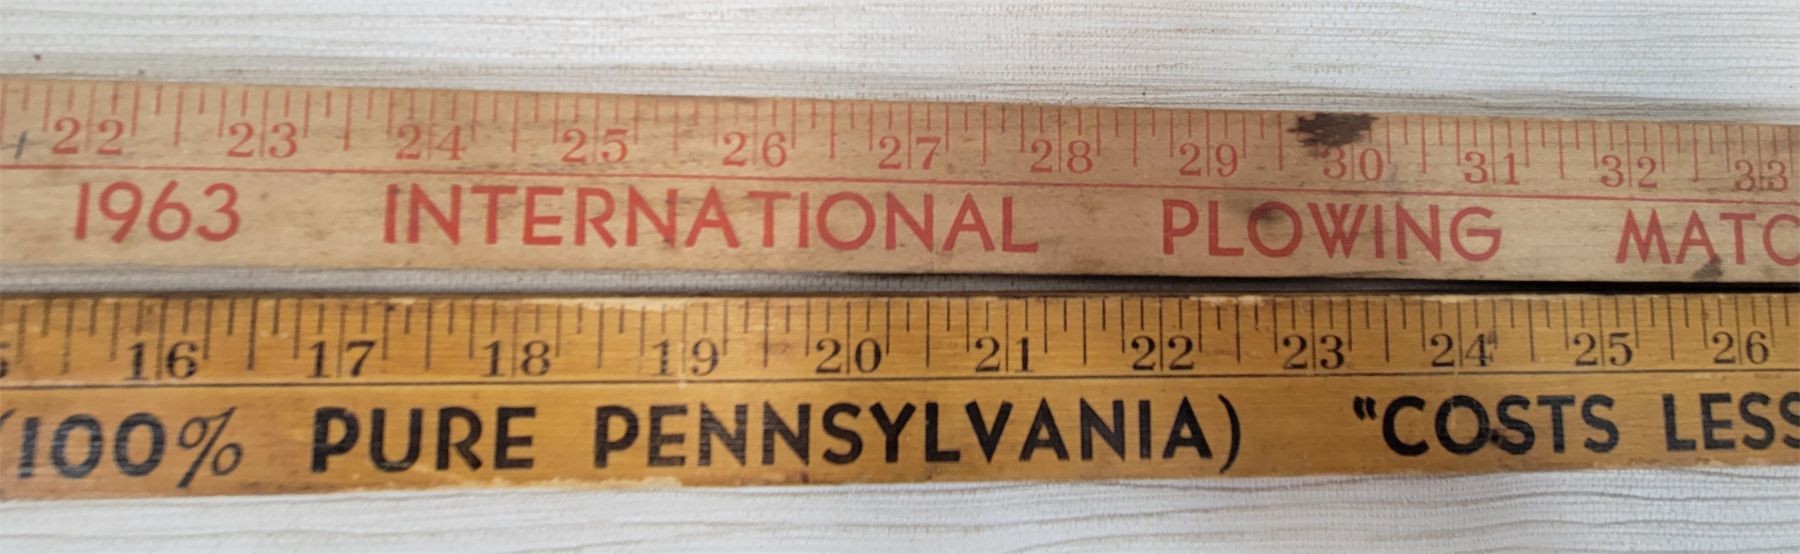 22 23 24 25 26 27 28 29 30 31 32 33
1963 INTERNATIONAL PLOWING MATC
16 17 18 19 20 21 22 23 24 25 26
(100% PURE PENNSYLVANIA) "COSTS LESS